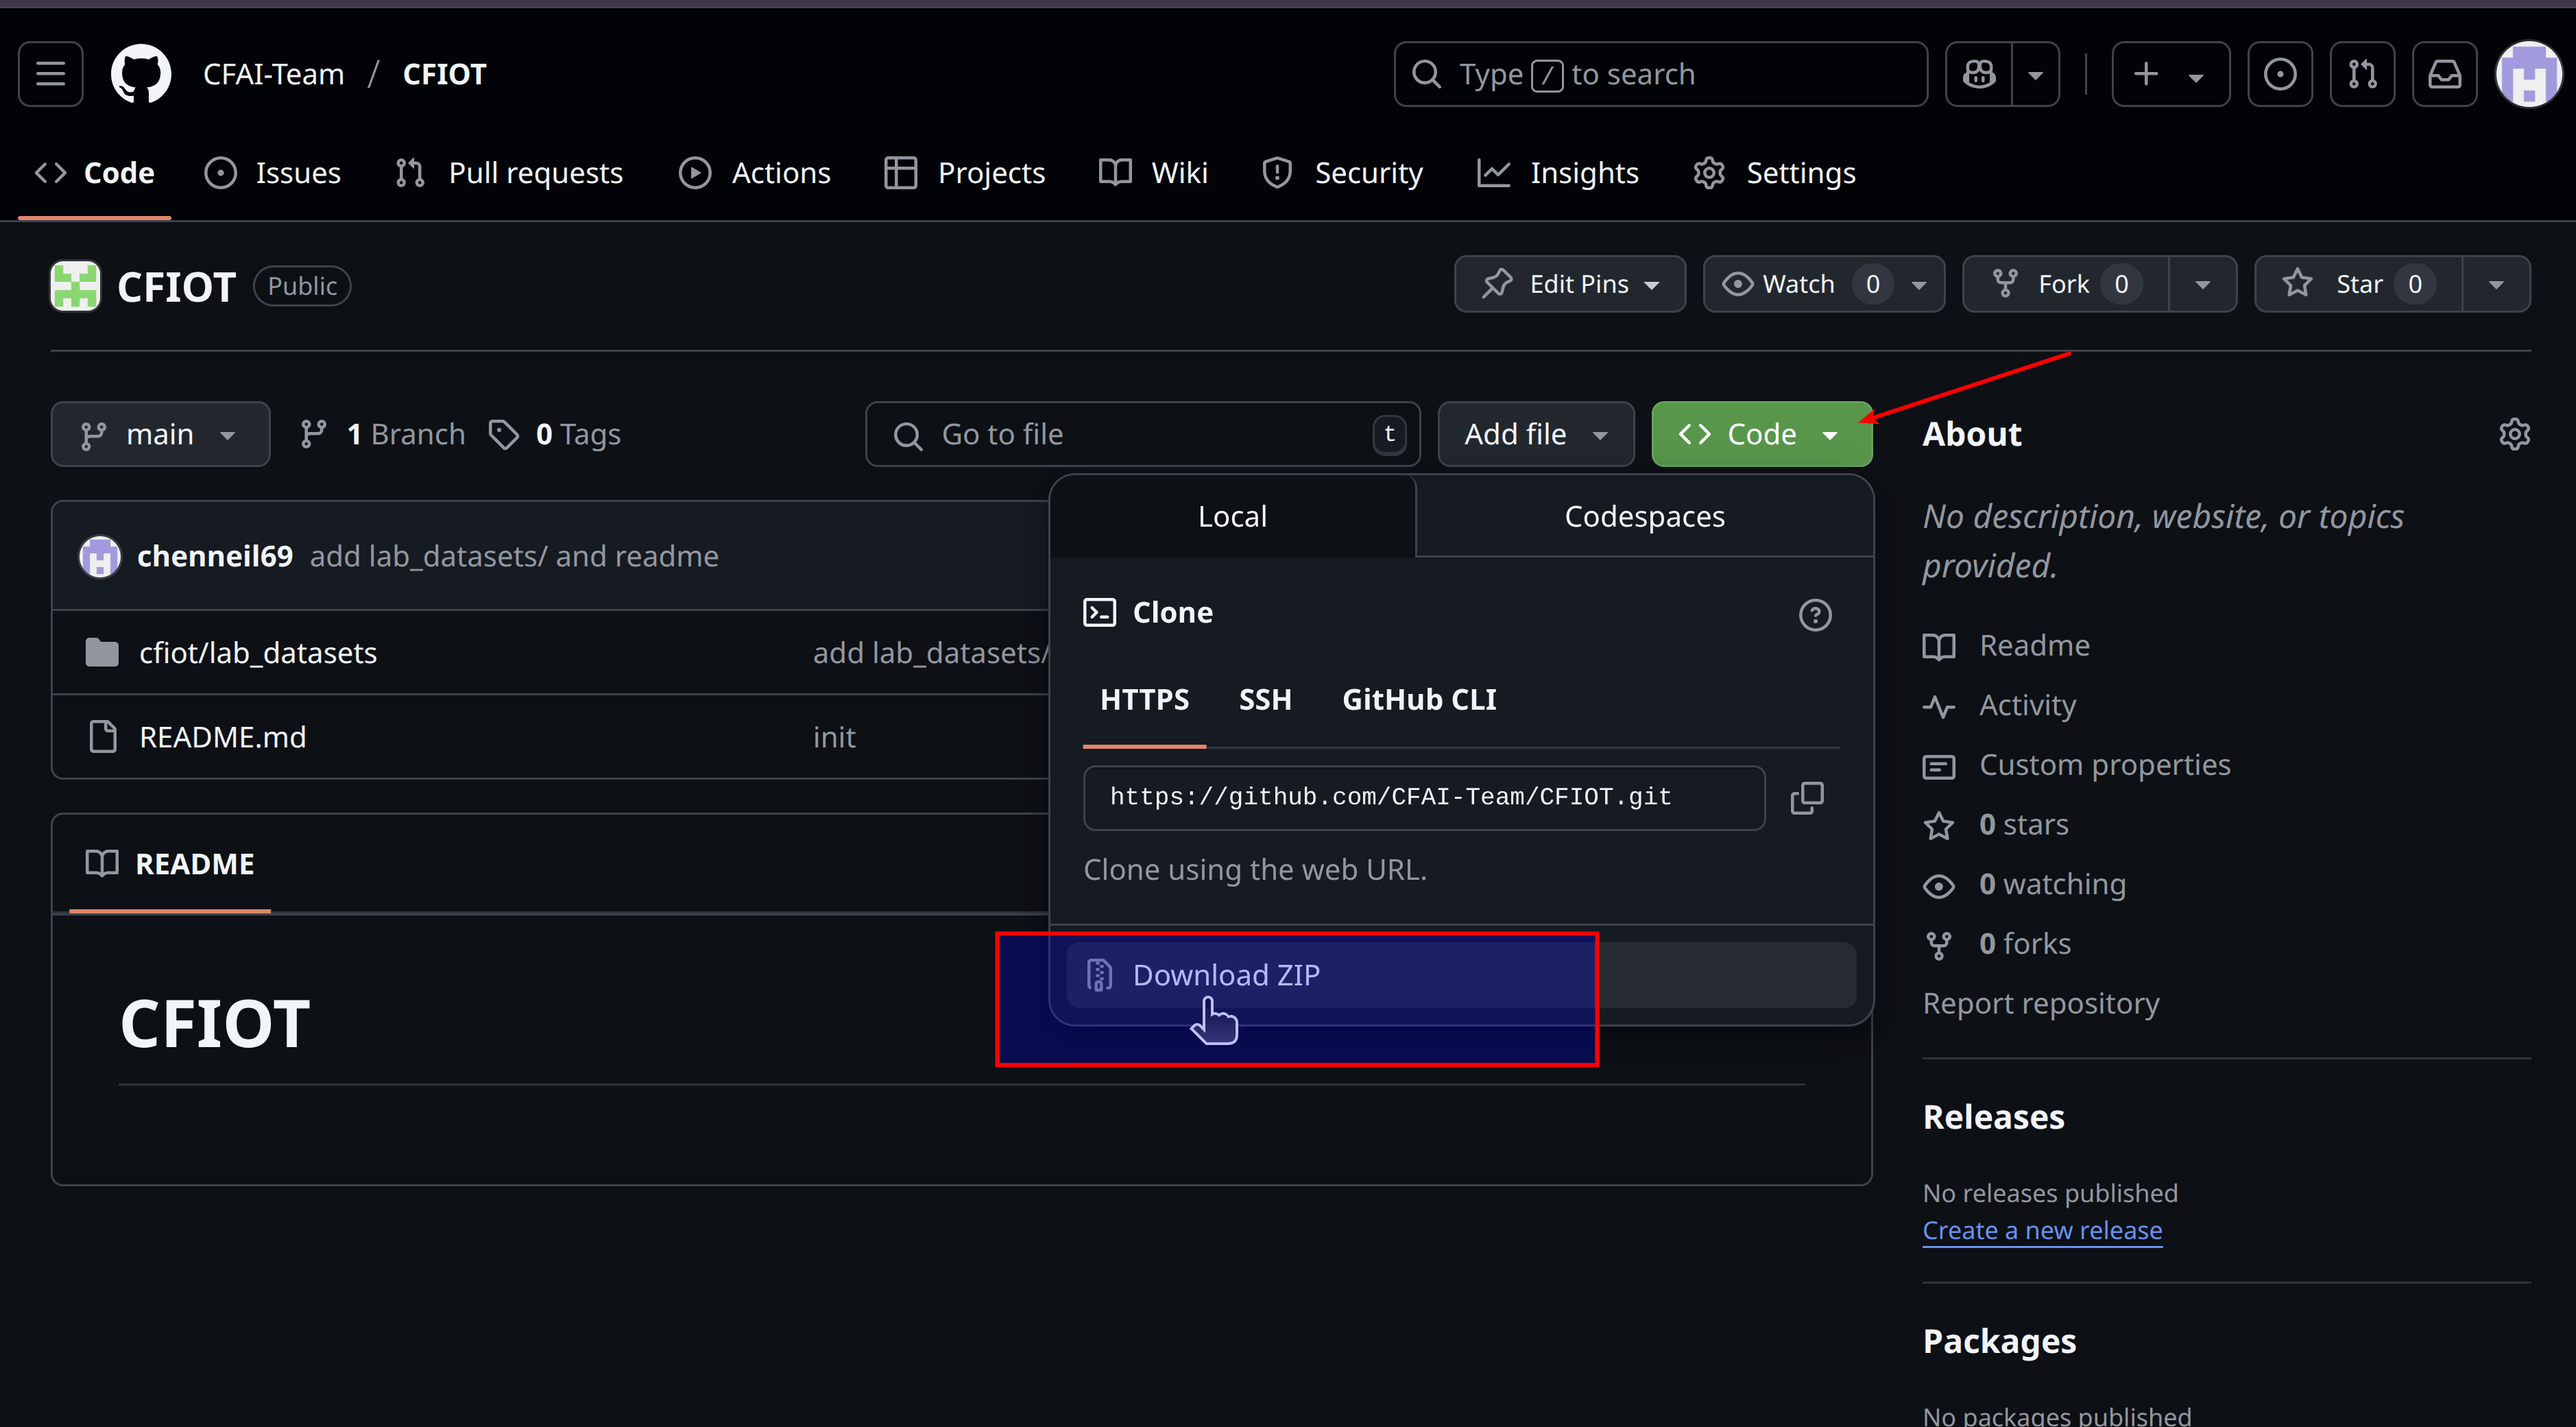 CFAI-Team / CFIOT
Type / to search
Code Issues Pull requests Actions Projects Wiki Security Insights Settings
CFIOT Public
Edit Pins Watch 0 Fork 0 Star 0
main 1 Branch 0 Tags
Go to file t
Add file
Code
chenneil69 add lab_datasets/ and readme
cfiot/lab_datasets add lab_datasets/
README.md init
README
CFIOT
Local Codespaces
Clone
HTTPS SSH GitHub CLI
https://github.com/CFAI-Team/CFIOT.git
Clone using the web URL.
Download ZIP
About
No description, website, or topics
provided.
Readme
Activity
Custom properties
0 stars
0 watching
0 forks
Report repository
Releases
No releases published
Create a new release
Packages
No packages published